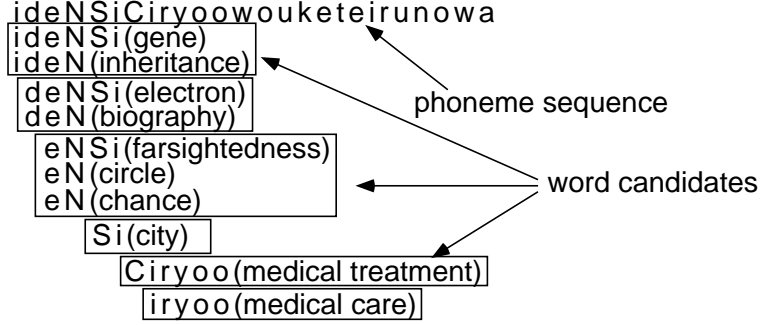 ideNSiCiryoowouketeirunowa
ideNSi(gene)
ideN(inheritance)
deNSi(electron)
deN(biography)
phoneme sequence
eNSi(farsightedness)
eN(circle)
eN(chance)
word candidates
Si(city)
Ciryoo(medical treatment)
iryoo(medical care)